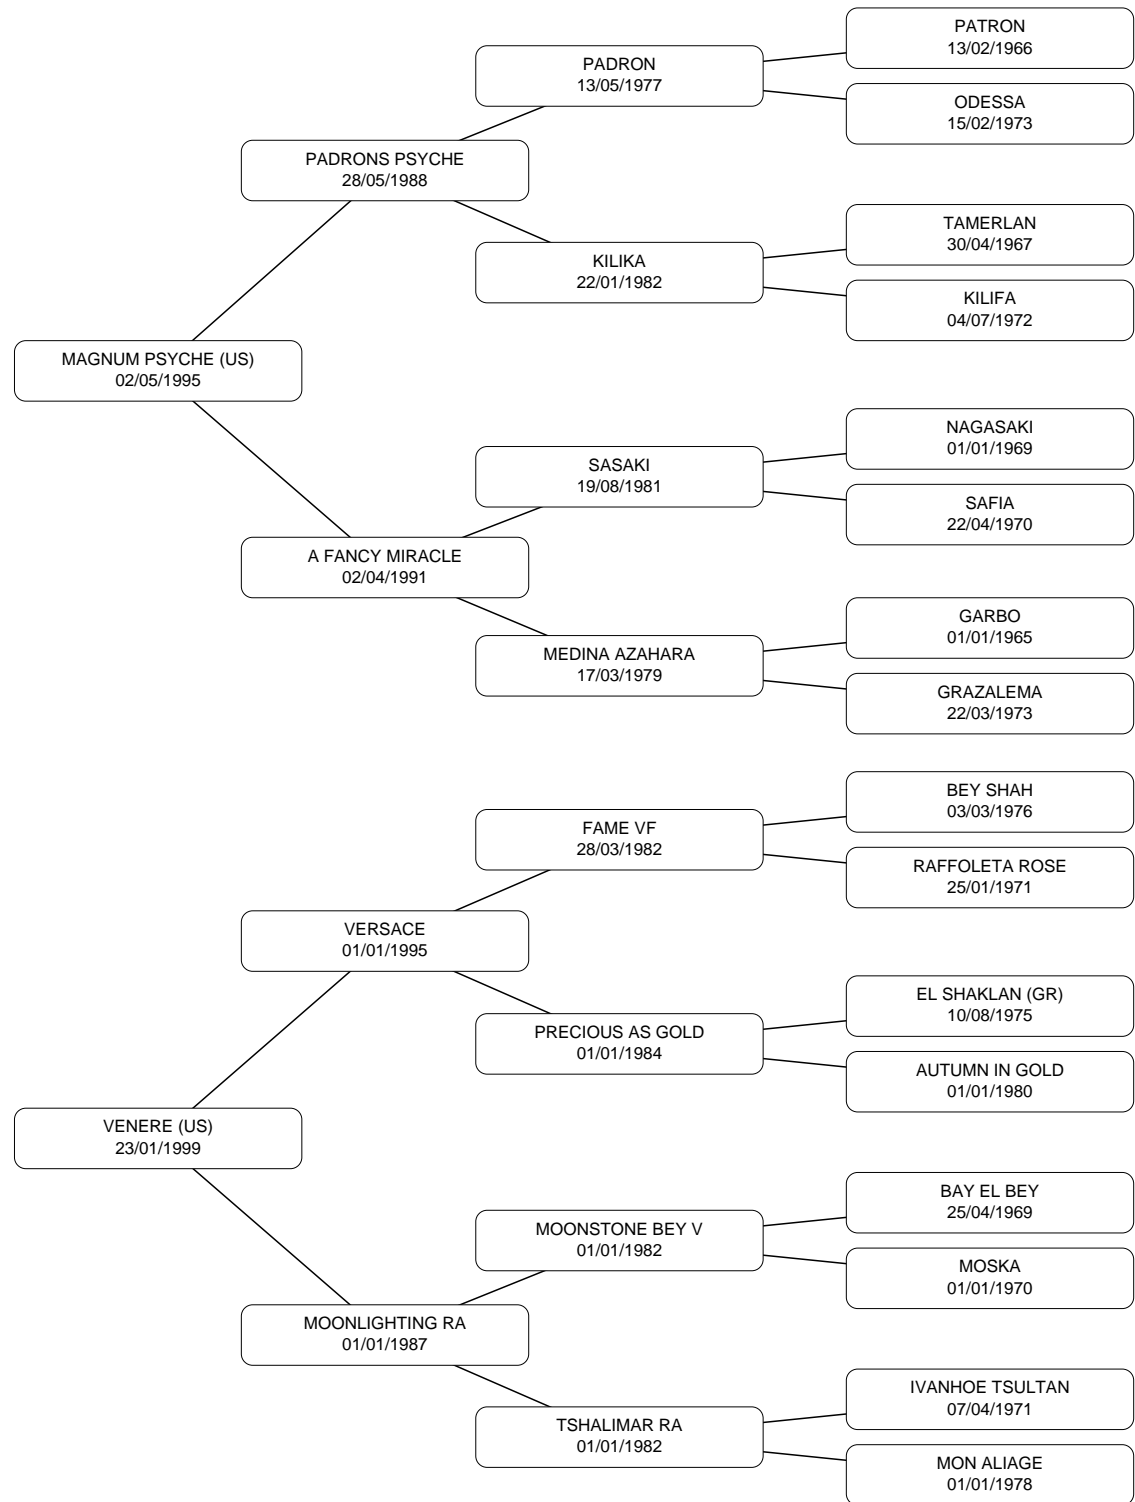 PATRON
13/02/1966
PADRON
13/05/1977
ODESSA
15/02/1973
PADRONS PSYCHE
28/05/1988
TAMERLAN
30/04/1967
KILIKA
22/01/1982
KILIFA
04/07/1972
MAGNUM PSYCHE (US)
02/05/1995
NAGASAKI
01/01/1969
SASAKI
19/08/1981
SAFIA
22/04/1970
A FANCY MIRACLE
02/04/1991
GARBO
01/01/1965
MEDINA AZAHARA
17/03/1979
GRAZALEMA
22/03/1973
BEY SHAH
03/03/1976
FAME VF
28/03/1982
RAFFOLETA ROSE
25/01/1971
VERSACE
01/01/1995
EL SHAKLAN (GR)
10/08/1975
PRECIOUS AS GOLD
01/01/1984
AUTUMN IN GOLD
01/01/1980
VENERE (US)
23/01/1999
BAY EL BEY
25/04/1969
MOONSTONE BEY V
01/01/1982
MOSKA
01/01/1970
MOONLIGHTING RA
01/01/1987
IVANHOE TSULTAN
07/04/1971
TSHALIMAR RA
01/01/1982
MON ALIAGE
01/01/1978